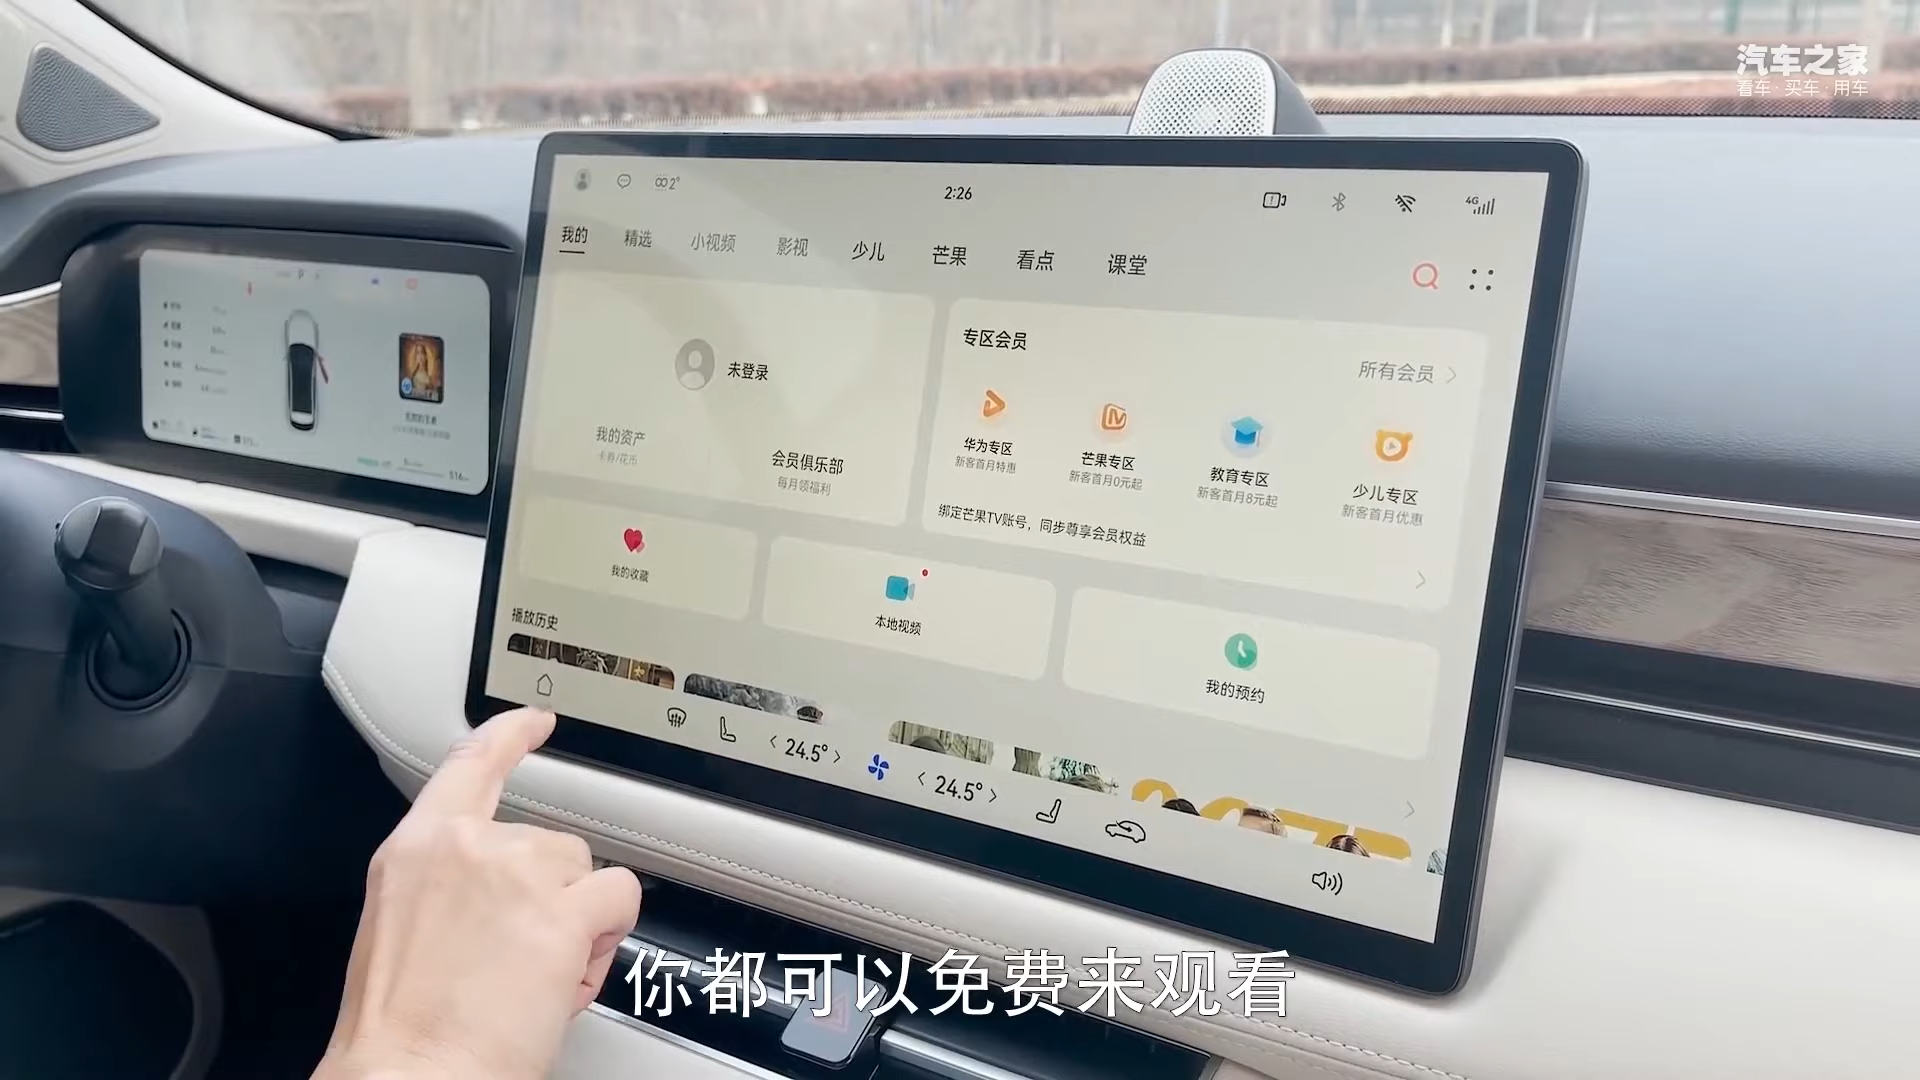 汽车之家
看车·买车·用车
2°
2:26
4G
我的 精选 小视频 影视 少儿 芒果 看点 课堂
未登录
我的资产
卡券/花币
会员俱乐部
每月领福利
专区会员
所有会员
华为专区
新客首月特惠
芒果专区
新客首月0元起
教育专区
新客首月8元起
少儿专区
新客首月优惠
绑定芒果TV账号，同步尊享会员权益
我的收藏
本地视频
我的预约
播放历史
24.5°
24.5°
P
516
你都可以免费来观看